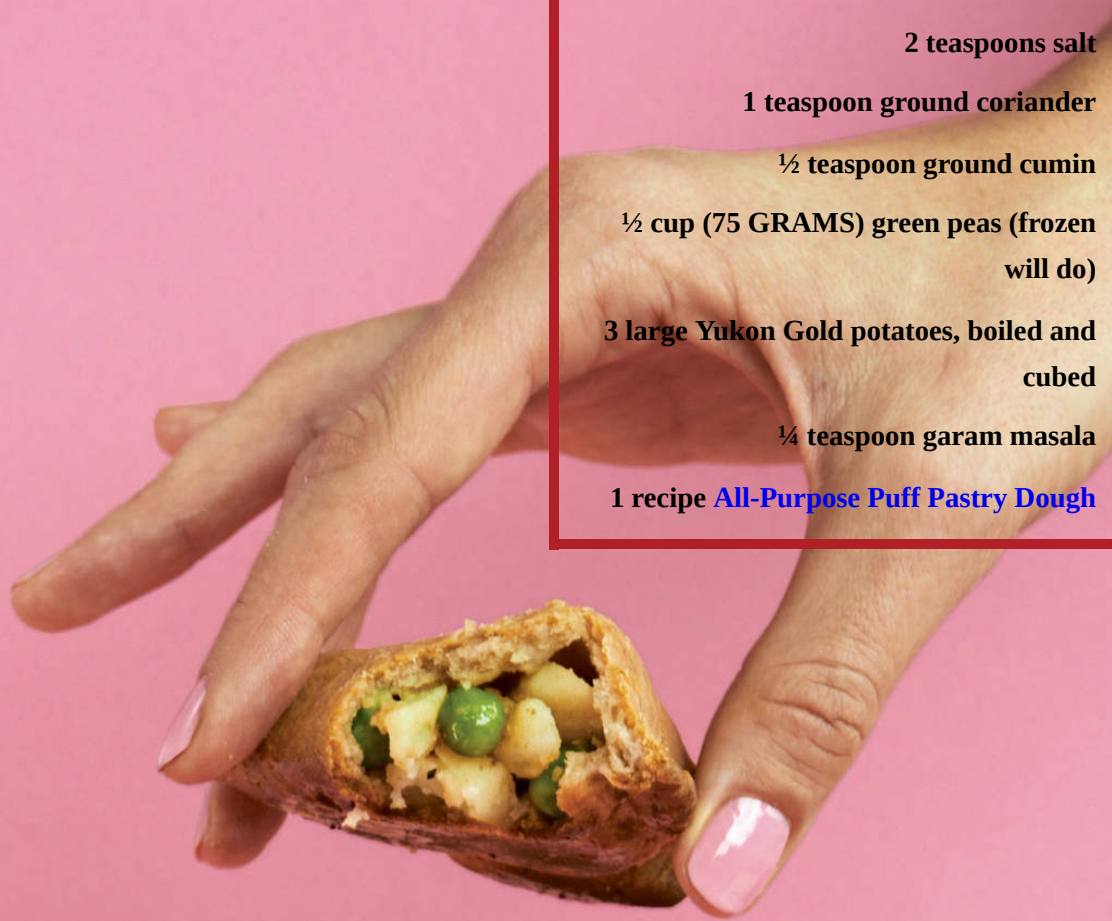 2 teaspoons salt
1 teaspoon ground coriander
½ teaspoon ground cumin
½ cup (75 GRAMS) green peas (frozen
will do)
3 large Yukon Gold potatoes, boiled and
cubed
¼ teaspoon garam masala
1 recipe All-Purpose Puff Pastry Dough